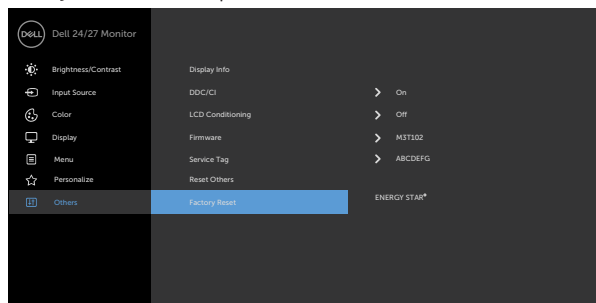 DELL Dell 24/27 Monitor
Brightness/Contrast Display Info
Input Source DDC/CI > On
Color LCD Conditioning > Off
Display Firmware > M3T102
Menu Service Tag > ABCDEFG
Personalize Reset Others
Others Factory Reset ENERGY STAR®